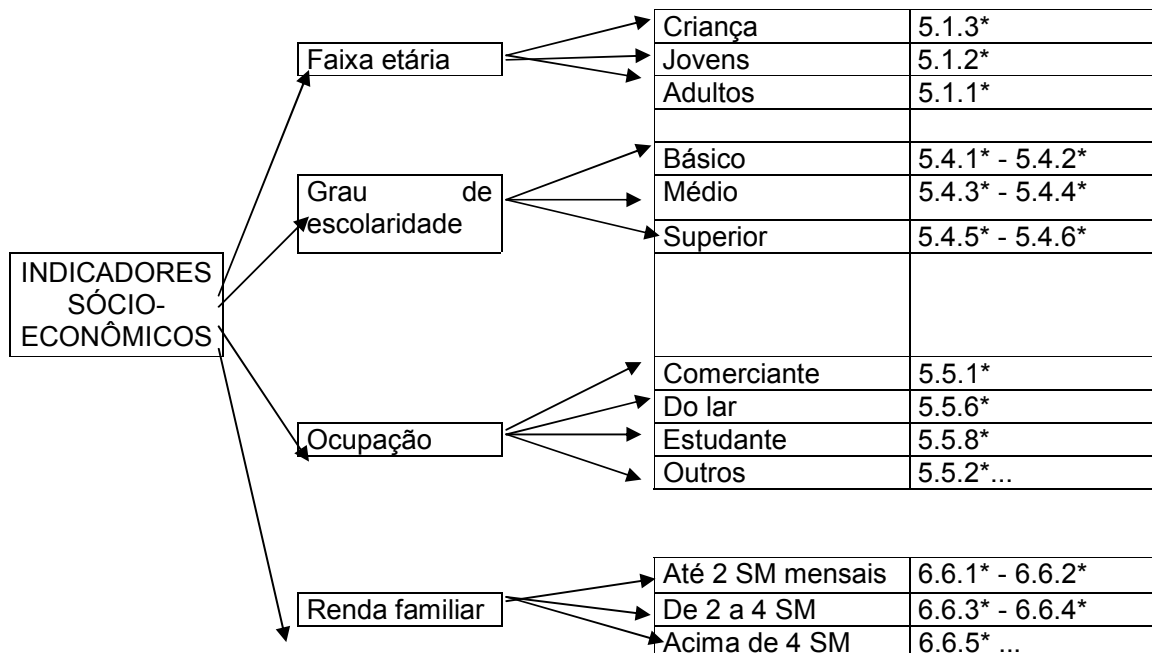 Criança 5.1.3*
Faixa etária Jovens 5.1.2*
Adultos 5.1.1*
Básico 5.4.1* - 5.4.2*
Grau de Médio 5.4.3* - 5.4.4*
escolaridade
Superior 5.4.5* - 5.4.6*
INDICADORES
SÓCIO-
ECONÔMICOS
Comerciante 5.5.1*
Do lar 5.5.6*
Ocupação Estudante 5.5.8*
Outros 5.5.2*...
Até 2 SM mensais 6.6.1* - 6.6.2*
Renda familiar De 2 a 4 SM 6.6.3* - 6.6.4*
Acima de 4 SM 6.6.5* ...